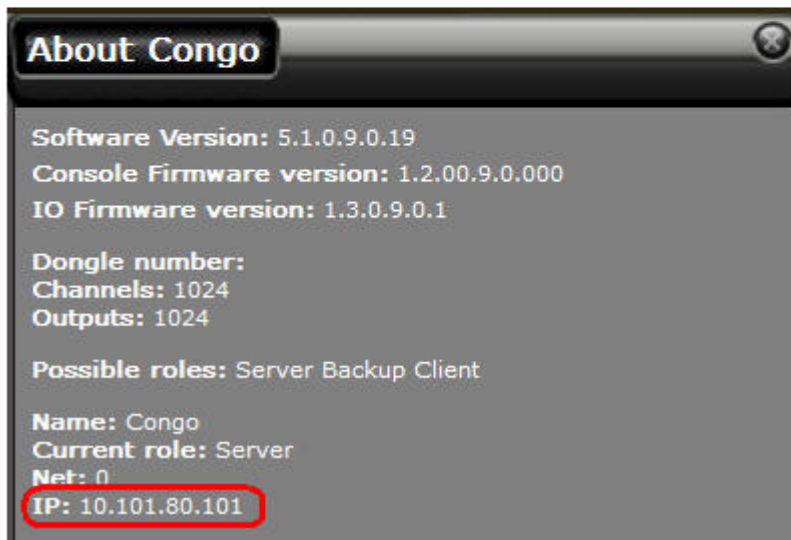 About Congo
Software Version: 5.1.0.9.0.19
Console Firmware version: 1.2.00.9.0.000
IO Firmware version: 1.3.0.9.0.1
Dongle number:
Channels: 1024
Outputs: 1024
Possible roles: Server Backup Client
Name: Congo
Current role: Server
Net: 0
IP: 10.101.80.101